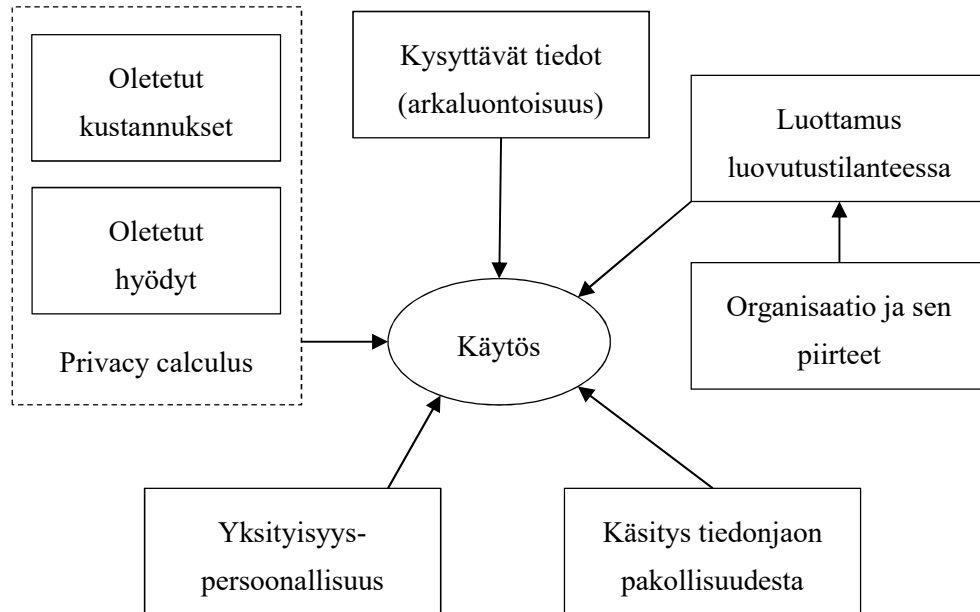 Oletetut
kustannukset
Oletetut
hyödyt
Privacy calculus
Kysyttävät tiedot
(arkaluontoisuus)
Luottamus
luovutustilanteessa
Organisaatio ja sen
piirteet
Käytös
Yksityisyys-
persoonallisuus
Käsitys tiedonjaon
pakollisuudesta